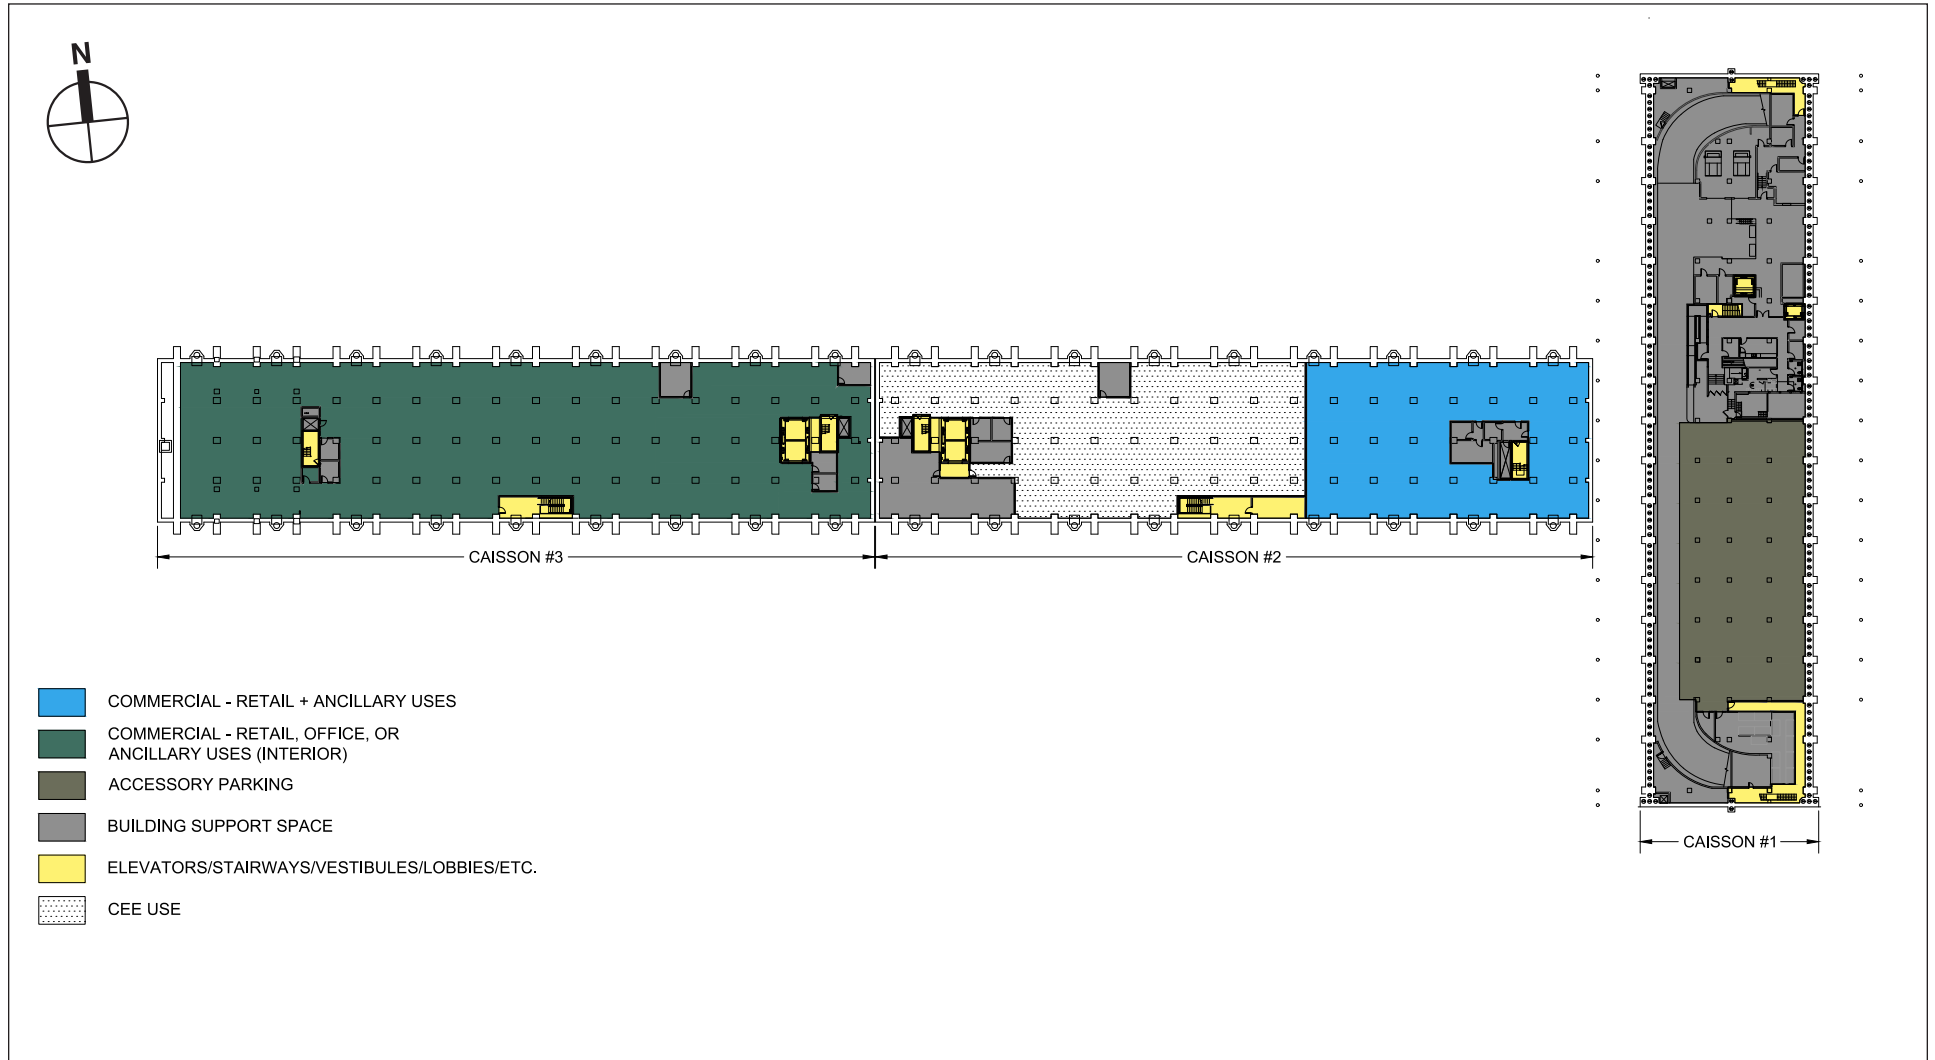 N
CAISSON #3
CAISSON #2
CAISSON #1
COMMERCIAL - RETAIL + ANCILLARY USES
COMMERCIAL - RETAIL, OFFICE, OR
ANCILLARY USES (INTERIOR)
ACCESSORY PARKING
BUILDING SUPPORT SPACE
ELEVATORS/STAIRWAYS/VESTIBULES/LOBBIES/ETC.
CEE USE